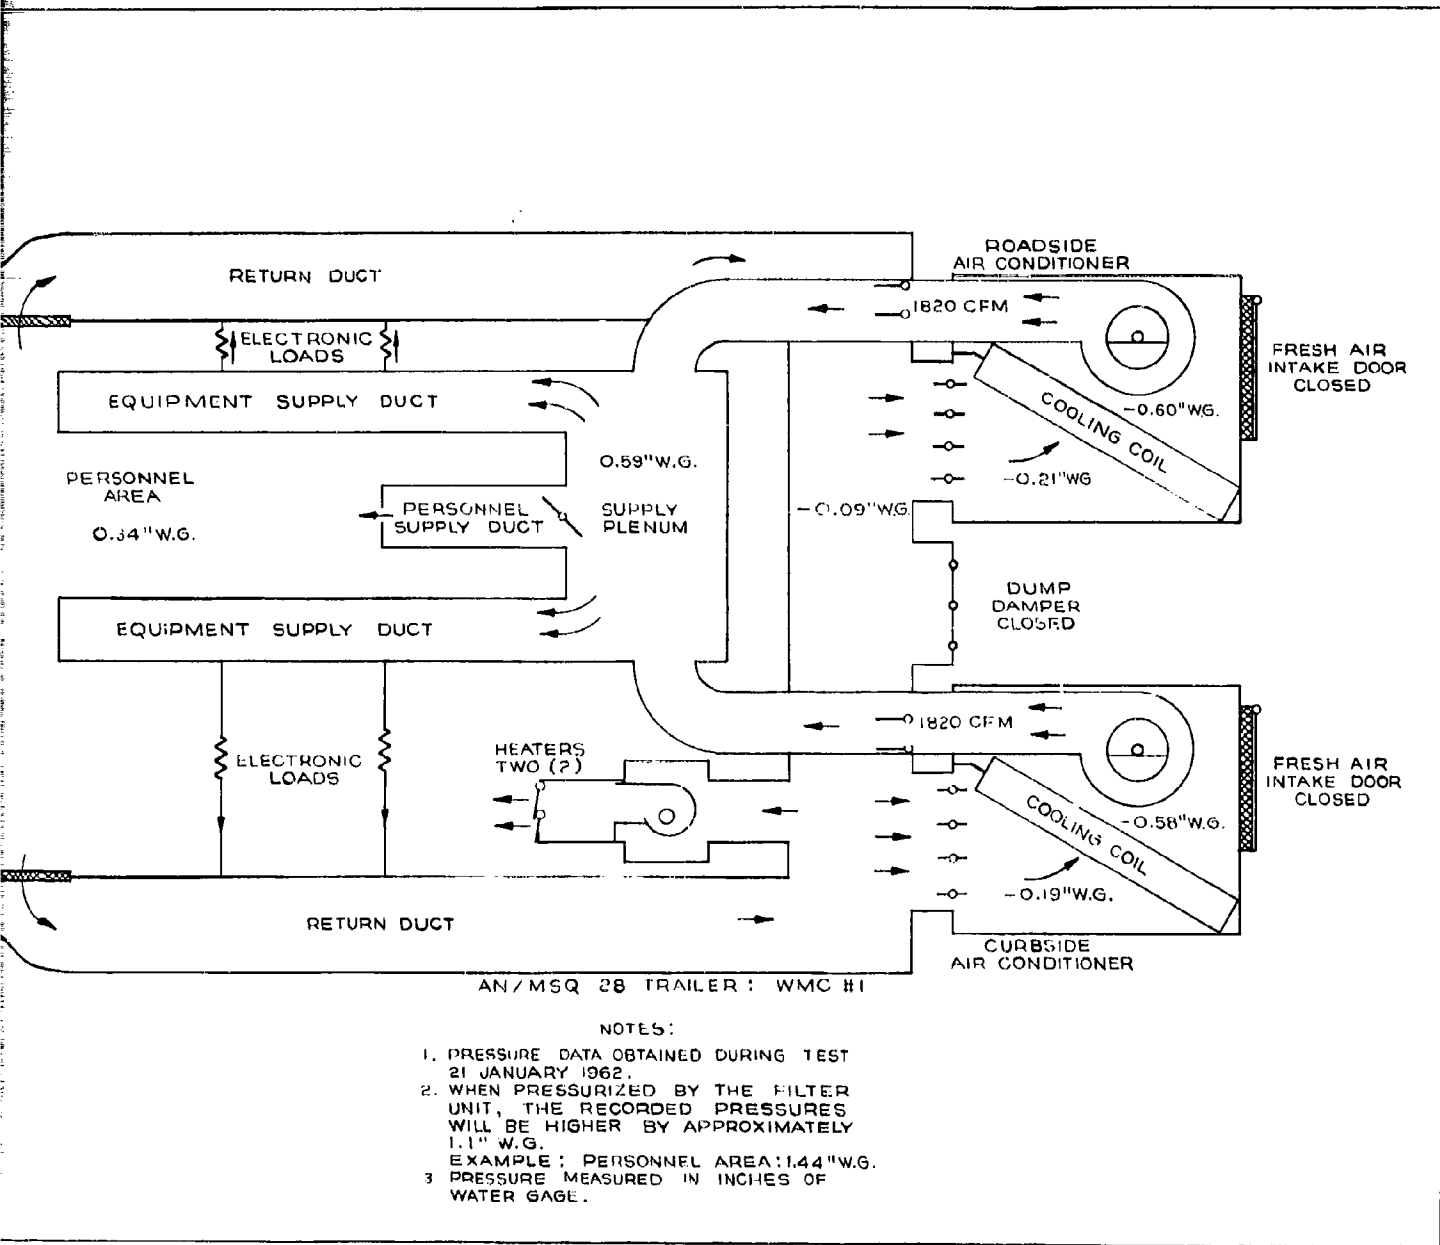 ROADSIDE
AIR CONDITIONER
RETURN DUCT
1820 CFM
ELECTRONIC
LOADS
FRESH AIR
INTAKE DOOR
CLOSED
EQUIPMENT SUPPLY DUCT
COOLING COIL
-0.60"W.G.
0.59"W.G.
PERSONNEL
AREA
-0.21"WG
PERSONNEL
SUPPLY DUCT
SUPPLY
PLENUM
-0.09"W.G.
0.34"W.G.
DUMP
DAMPER
CLOSED
EQUIPMENT SUPPLY DUCT
1820 CFM
HEATERS
TWO (2)
ELECTRONIC
LOADS
FRESH AIR
INTAKE DOOR
CLOSED
COOLING COIL
-0.58"W.G.
-0.19"W.G.
RETURN DUCT
CURBSIDE
AIR CONDITIONER
AN/MSQ 28 TRAILER: WMC #1
NOTES:
1. PRESSURE DATA OBTAINED DURING TEST
21 JANUARY 1962.
2. WHEN PRESSURIZED BY THE FILTER
UNIT, THE RECORDED PRESSURES
WILL BE HIGHER BY APPROXIMATELY
1.1" W.G.
EXAMPLE: PERSONNEL AREA:1.44"W.G.
3 PRESSURE MEASURED IN INCHES OF
WATER GAGE.